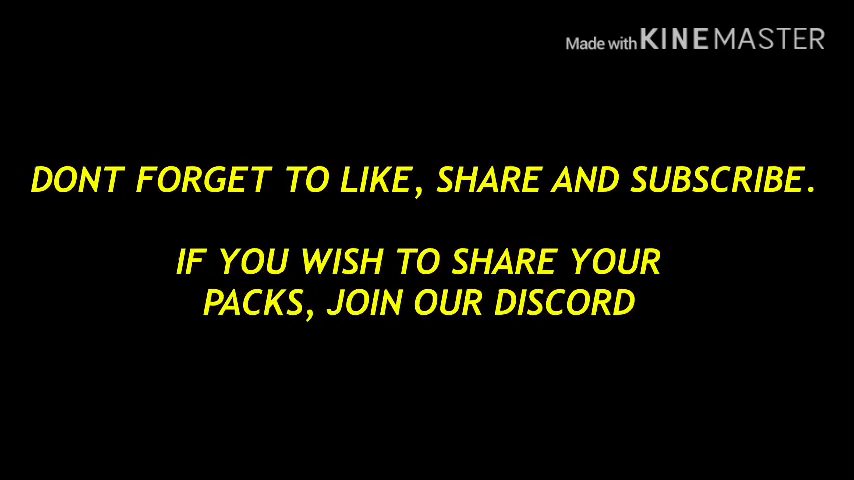 Made with KINEMASTER
DONT FORGET TO LIKE, SHARE AND SUBSCRIBE.
IF YOU WISH TO SHARE YOUR
PACKS, JOIN OUR DISCORD